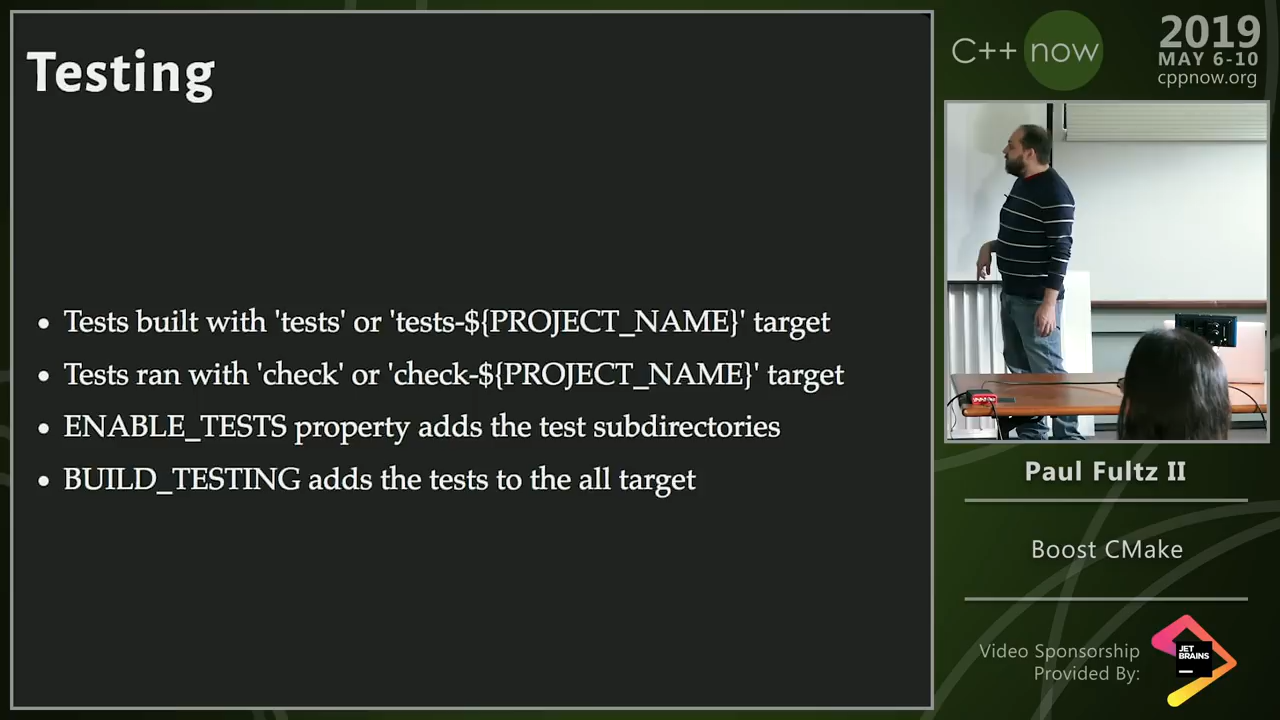 Testing
• Tests built with 'tests' or 'tests-${PROJECT_NAME}' target
• Tests ran with 'check' or 'check-${PROJECT_NAME}' target
• ENABLE_TESTS property adds the test subdirectories
• BUILD_TESTING adds the tests to the all target
C++ now
2019
MAY 6-10
cppnow.org
Paul Fultz II
Boost CMake
Video Sponsorship
Provided By:
JET
BRAINS